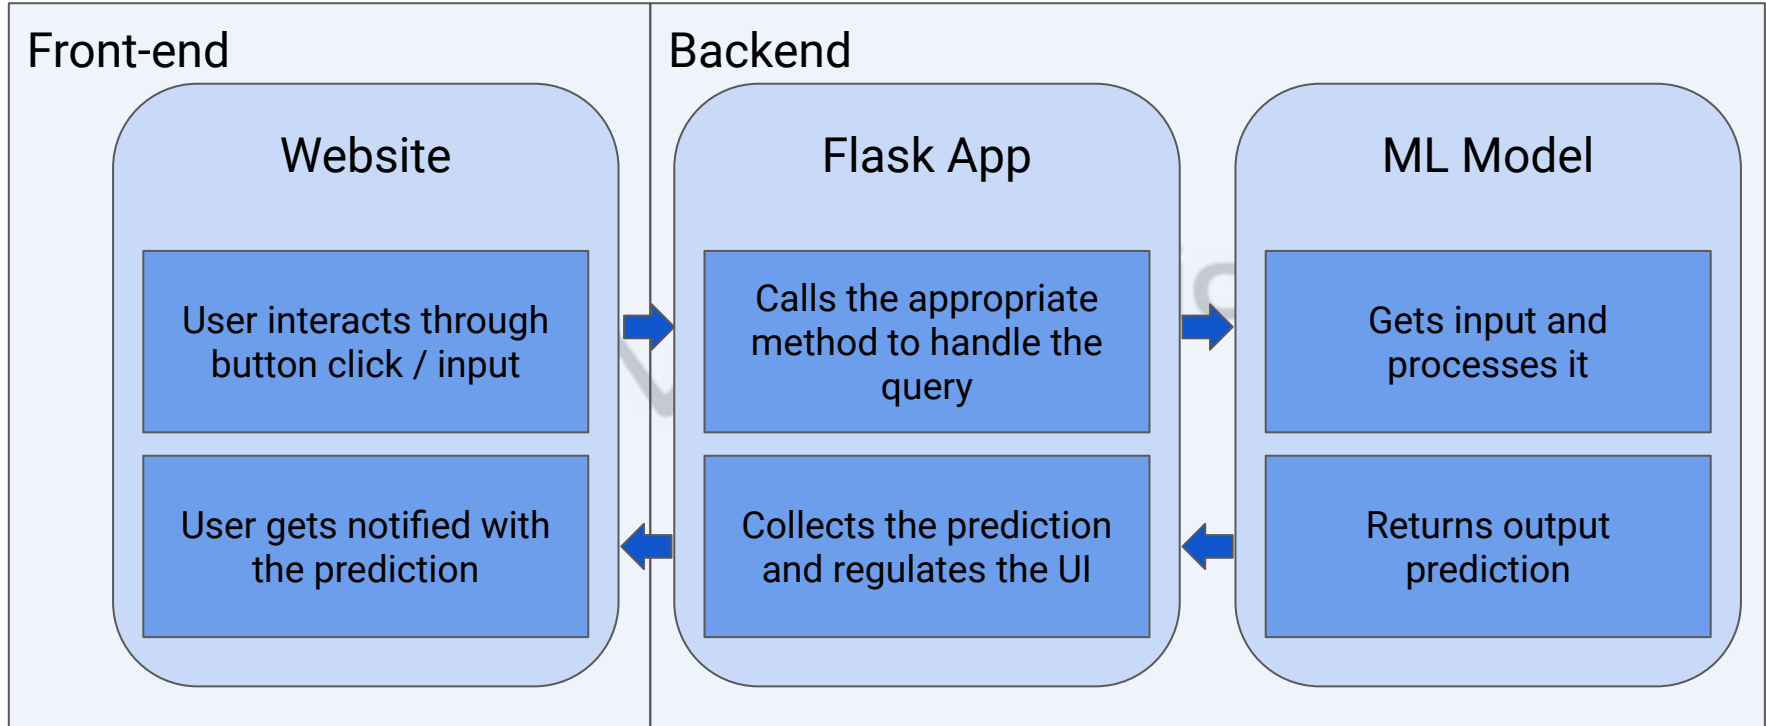 Front-end
Backend
Website
Flask App
ML Model
User interacts through
button click / input
Calls the appropriate
method to handle the
query
Gets input and
processes it
User gets notified with
the prediction
Collects the prediction
and regulates the UI
Returns output
prediction